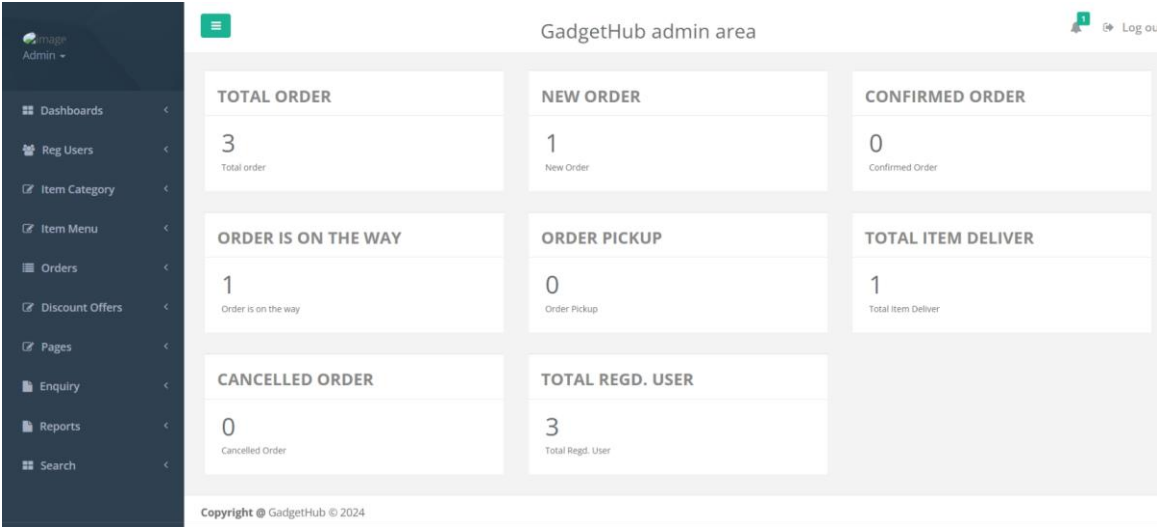 GadgetHub admin area
1
Log ou
image
Admin
Dashboards
Reg Users
Item Category
Item Menu
Orders
Discount Offers
Pages
Enquiry
Reports
Search
TOTAL ORDER
3
Total order
NEW ORDER
1
New Order
CONFIRMED ORDER
0
Confirmed Order
ORDER IS ON THE WAY
1
Order is on the way
ORDER PICKUP
0
Order Pickup
TOTAL ITEM DELIVER
1
Total Item Deliver
CANCELLED ORDER
0
Cancelled Order
TOTAL REGD. USER
3
Total Regd. User
Copyright @ GadgetHub © 2024